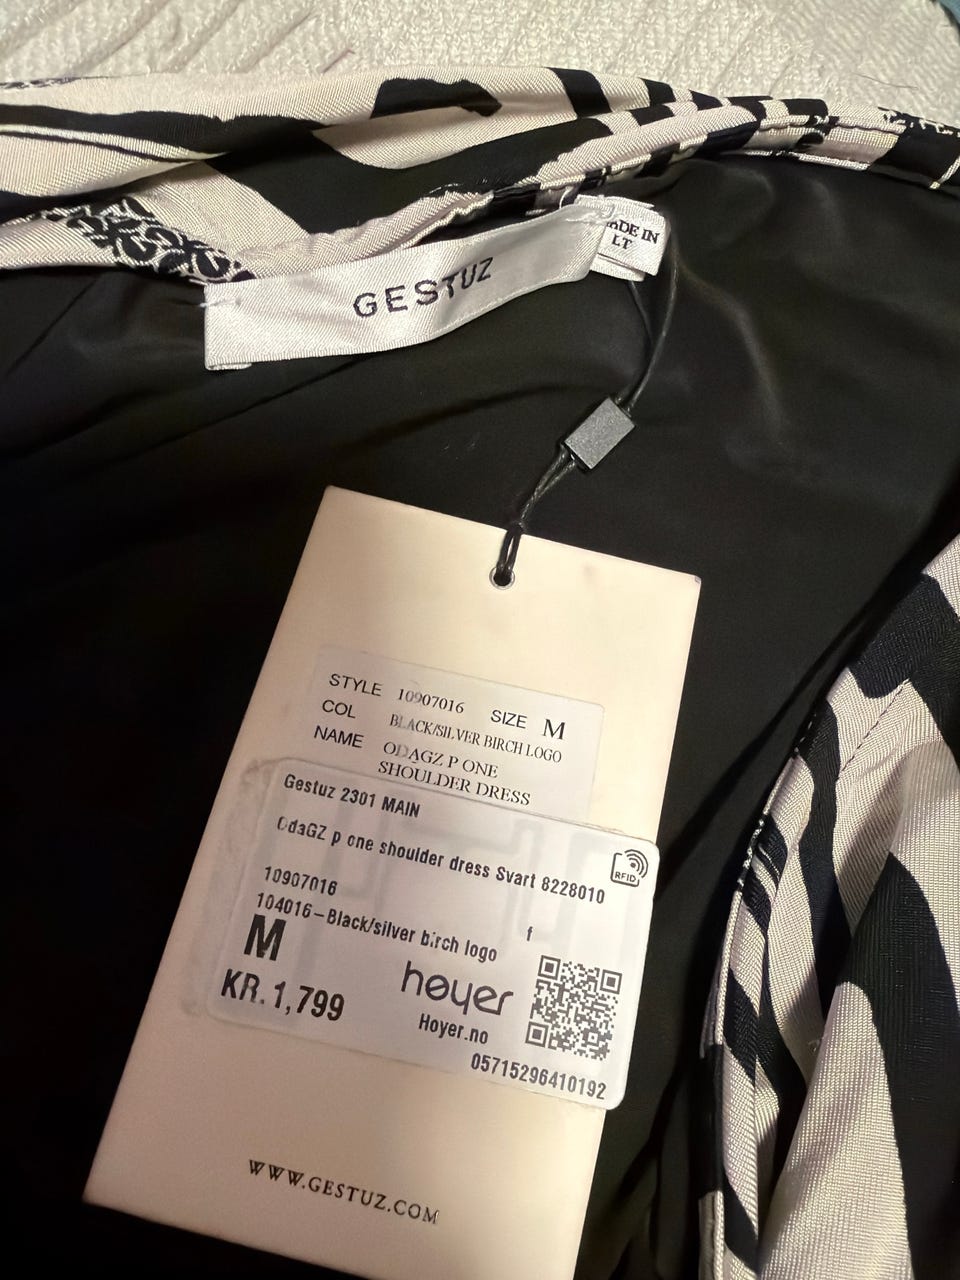 GESTUZ
MADE IN
LT
STYLE 10907016 SIZE M
COL BLACK/SILVER BIRCH LOGO
NAME ODAGZ P ONE
SHOULDER DRESS
Gestuz 2301 MAIN
OdaGZ p one shoulder dress Svart 8228010
RFID
10907016
104016-Black/silver birch logo
f
M
KR. 1,799
høyer
Hoyer.no
05715296410192
WWW.GESTUZ.COM